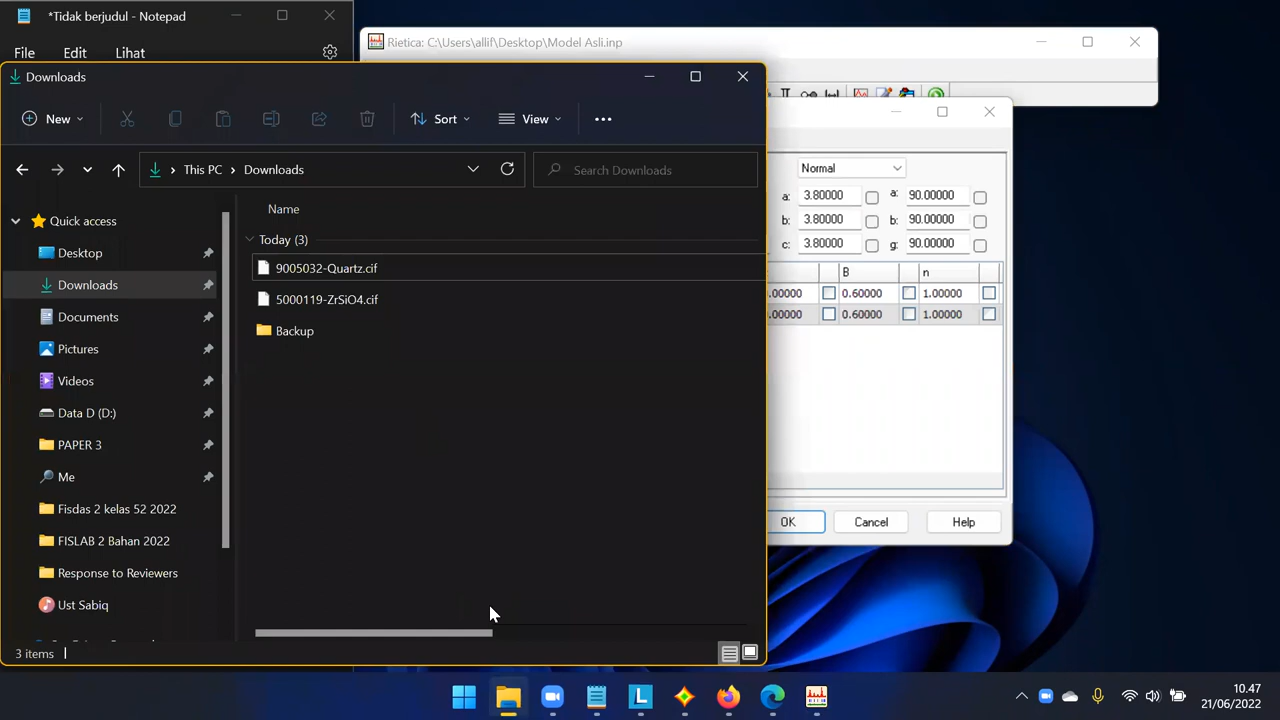 *Tidak berjudul - Notepad
File Edit Lihat
Rietica: C:\Users\allif\Desktop\Model Asli.inp
Downloads
New Sort View
This PC Downloads Search Downloads
Quick access
Desktop
Downloads
Documents
Pictures
Videos
Data D (D:)
PAPER 3
Me
Fisdas 2 kelas 52 2022
FISLAB 2 Bahan 2022
Response to Reviewers
Ust Sabiq
Name
Today (3)
9005032-Quartz.cif
5000119-ZrSiO4.cif
Backup
3 items
Normal
a: 3.80000 a: 90.00000
b: 3.80000 b: 90.00000
c: 3.80000 g: 90.00000
B n
.00000 0.60000 1.00000
.00000 0.60000 1.00000
OK Cancel Help
10.47
21/06/2022